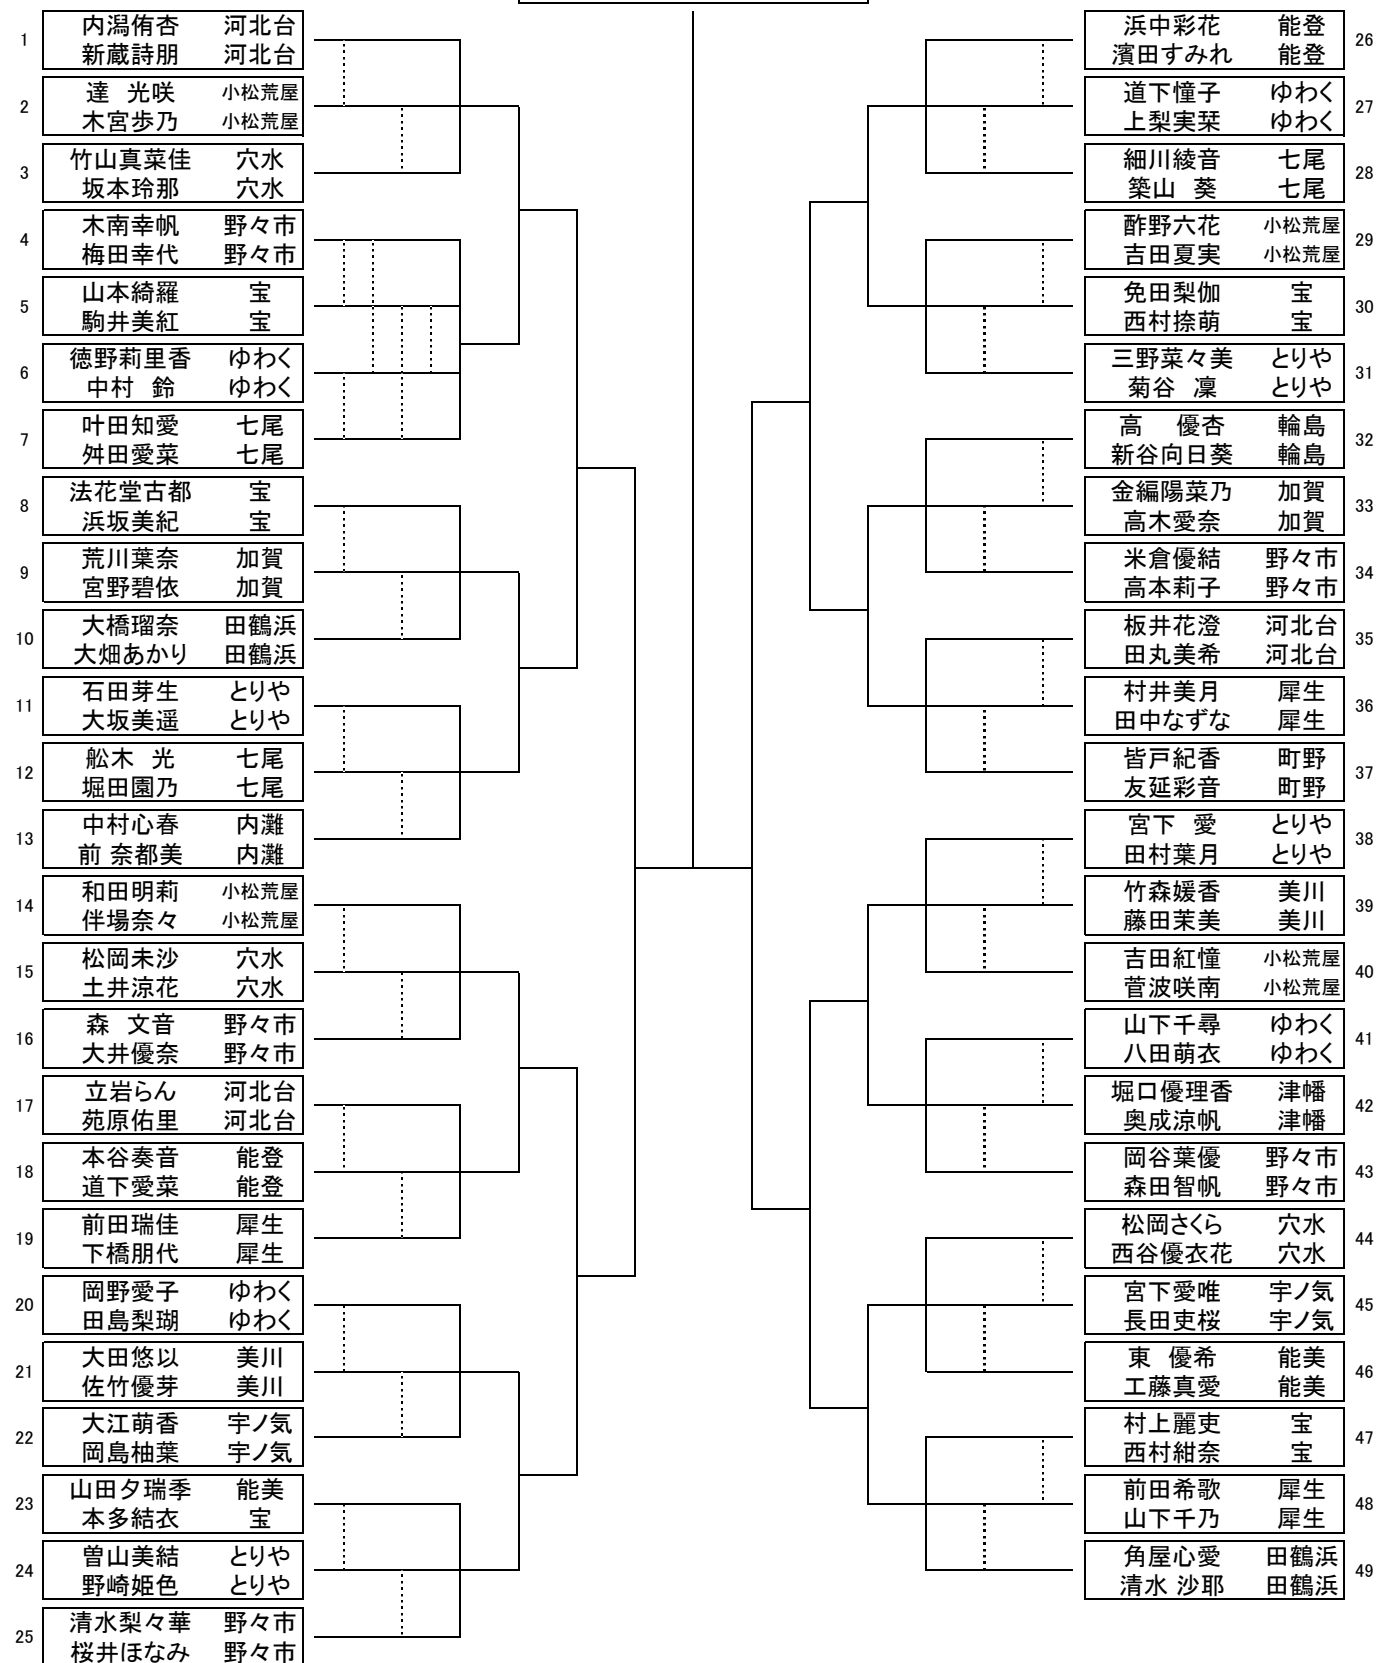 1
内潟侑杏 河北台
新蔵詩朋 河北台
2
達 光咲 小松荒屋
木宮歩乃 小松荒屋
3
竹山真菜佳 穴水
坂本玲那 穴水
4
木南幸帆 野々市
梅田幸代 野々市
5
山本綺羅 宝
駒井美紅 宝
6
徳野莉里香 ゆわく
中村 鈴 ゆわく
7
叶田知愛 七尾
舛田愛菜 七尾
8
法花堂古都 宝
浜坂美紀 宝
9
荒川葉奈 加賀
宮野碧依 加賀
10
大橋瑠奈 田鶴浜
大畑あかり 田鶴浜
11
石田芽生 とりや
大坂美遥 とりや
12
舩木 光 七尾
堀田園乃 七尾
13
中村心春 内灘
前 奈都美 内灘
14
和田明莉 小松荒屋
伴場奈々 小松荒屋
15
松岡未沙 穴水
土井涼花 穴水
16
森 文音 野々市
大井優奈 野々市
17
立岩らん 河北台
苑原佑里 河北台
18
本谷奏音 能登
道下愛菜 能登
19
前田瑞佳 犀生
下橋朋代 犀生
20
岡野愛子 ゆわく
田島梨瑚 ゆわく
21
大田悠以 美川
佐竹優芽 美川
22
大江萌香 宇ノ気
岡島柚葉 宇ノ気
23
山田夕瑞季 能美
本多結衣 宝
24
曽山美結 とりや
野崎姫色 とりや
25
清水梨々華 野々市
桜井ほなみ 野々市
浜中彩花 能登
濱田すみれ 能登
26
道下憧子 ゆわく
上梨実栞 ゆわく
27
細川綾音 七尾
築山 葵 七尾
28
酢野六花 小松荒屋
吉田夏実 小松荒屋
29
免田梨伽 宝
西村捺萌 宝
30
三野菜々美 とりや
菊谷 凜 とりや
31
高 優杏 輪島
新谷向日葵 輪島
32
金編陽菜乃 加賀
高木愛奈 加賀
33
米倉優結 野々市
高本莉子 野々市
34
板井花澄 河北台
田丸美希 河北台
35
村井美月 犀生
田中なずな 犀生
36
皆戸紀香 町野
友延彩音 町野
37
宮下 愛 とりや
田村葉月 とりや
38
竹森媛香 美川
藤田茉美 美川
39
吉田紅憧 小松荒屋
菅波咲南 小松荒屋
40
山下千尋 ゆわく
八田萌衣 ゆわく
41
堀口優理香 津幡
奥成涼帆 津幡
42
岡谷葉優 野々市
森田智帆 野々市
43
松岡さくら 穴水
西谷優衣花 穴水
44
宮下愛唯 宇ノ気
長田吏桜 宇ノ気
45
東 優希 能美
工藤真愛 能美
46
村上麗吏 宝
西村紺奈 宝
47
前田希歌 犀生
山下千乃 犀生
48
角屋心愛 田鶴浜
清水 沙耶 田鶴浜
49